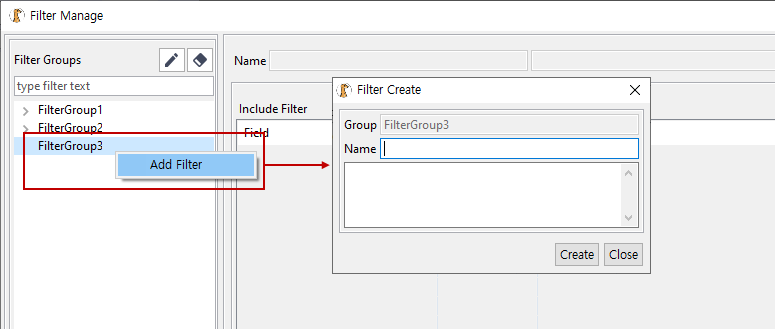 Filter Manage
Filter Groups
type filter text
FilterGroup1
FilterGroup2
FilterGroup3
Add Filter
Name
Include Filter
Field
Filter Create
Group FilterGroup3
Name
Create Close